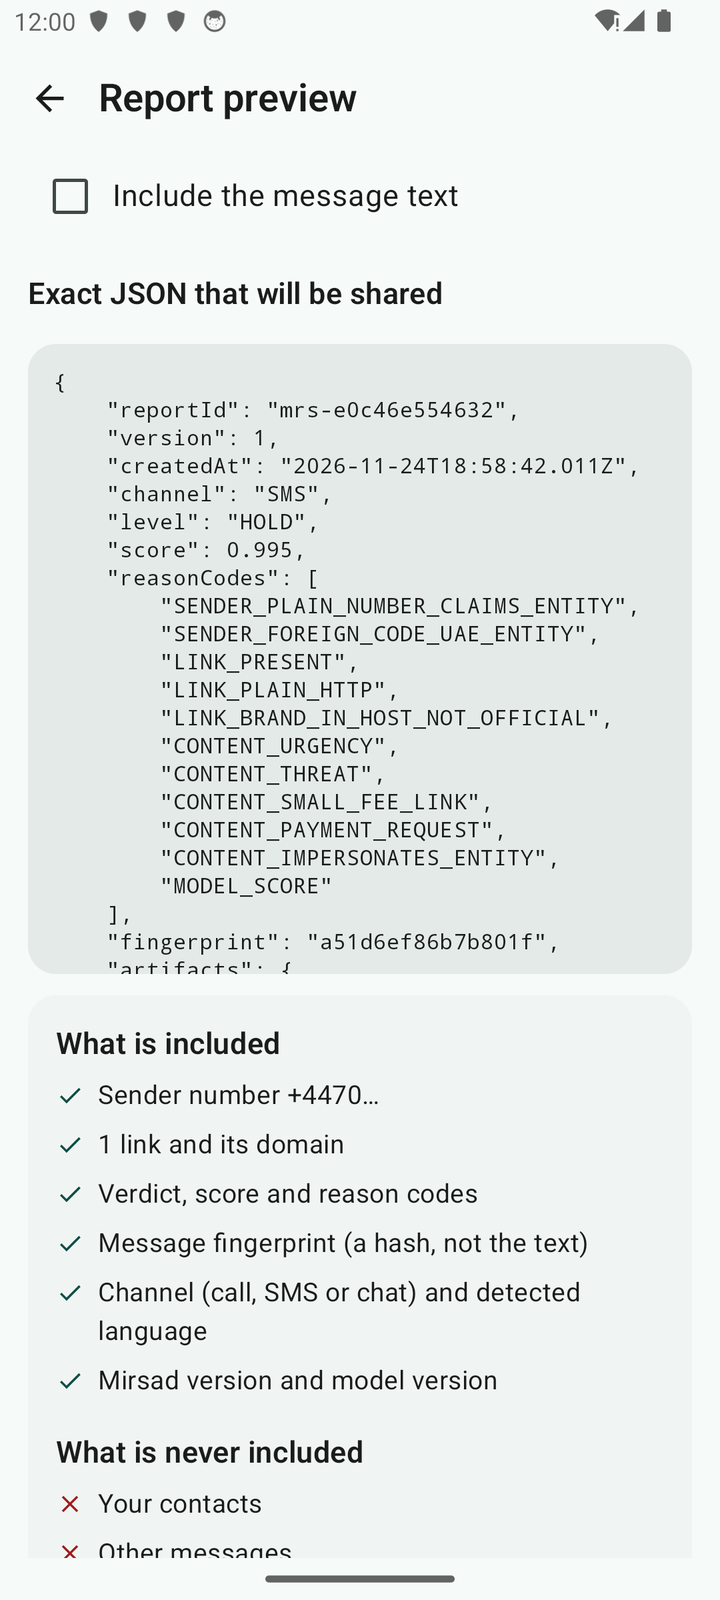 12:00
Report preview
Include the message text
Exact JSON that will be shared
{
    "reportId": "mrs-e0c46e554632",
    "version": 1,
    "createdAt": "2026-11-24T18:58:42.011Z",
    "channel": "SMS",
    "level": "HOLD",
    "score": 0.995,
    "reasonCodes": [
        "SENDER_PLAIN_NUMBER_CLAIMS_ENTITY",
        "SENDER_FOREIGN_CODE_UAE_ENTITY",
        "LINK_PRESENT",
        "LINK_PLAIN_HTTP",
        "LINK_BRAND_IN_HOST_NOT_OFFICIAL",
        "CONTENT_URGENCY",
        "CONTENT_THREAT",
        "CONTENT_SMALL_FEE_LINK",
        "CONTENT_PAYMENT_REQUEST",
        "CONTENT_IMPERSONATES_ENTITY",
        "MODEL_SCORE"
    ],
    "fingerprint": "a51d6ef86b7b801f",
    "artifacts": {
What is included
Sender number +4470…
1 link and its domain
Verdict, score and reason codes
Message fingerprint (a hash, not the text)
Channel (call, SMS or chat) and detected
language
Mirsad version and model version
What is never included
Your contacts
Other messages